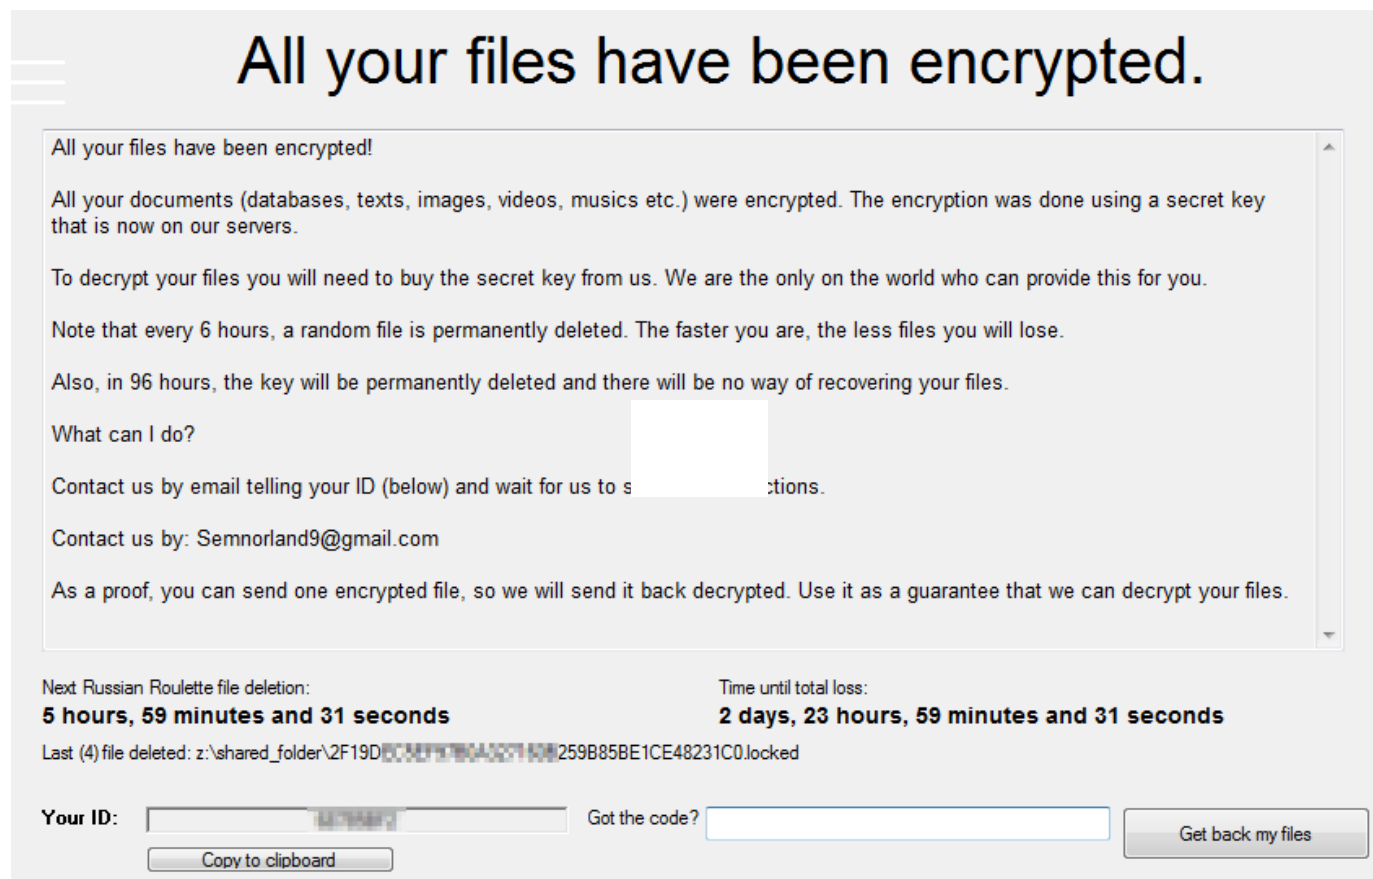 All your files have been encrypted.
All your files have been encrypted!
All your documents (databases, texts, images, videos, musics etc.) were encrypted. The encryption was done using a secret key
that is now on our servers.
To decrypt your files you will need to buy the secret key from us. We are the only on the world who can provide this for you.
Note that every 6 hours, a random file is permanently deleted. The faster you are, the less files you will lose.
Also, in 96 hours, the key will be permanently deleted and there will be no way of recovering your files.
What can I do?
Contact us by email telling your ID (below) and wait for us to
Contact us by: Semnorland9@gmail.com
As a proof, you can send one encrypted file, so we will send it back decrypted. Use it as a guarantee that we can decrypt your files.
Next Russian Roulette file deletion:
Time until total loss:
5 hours, 59 minutes and 31 seconds
2 days, 23 hours, 59 minutes and 31 seconds
Last (4) file deleted:
Your ID:
Got the code?
Get back my files
Copy to clipboard